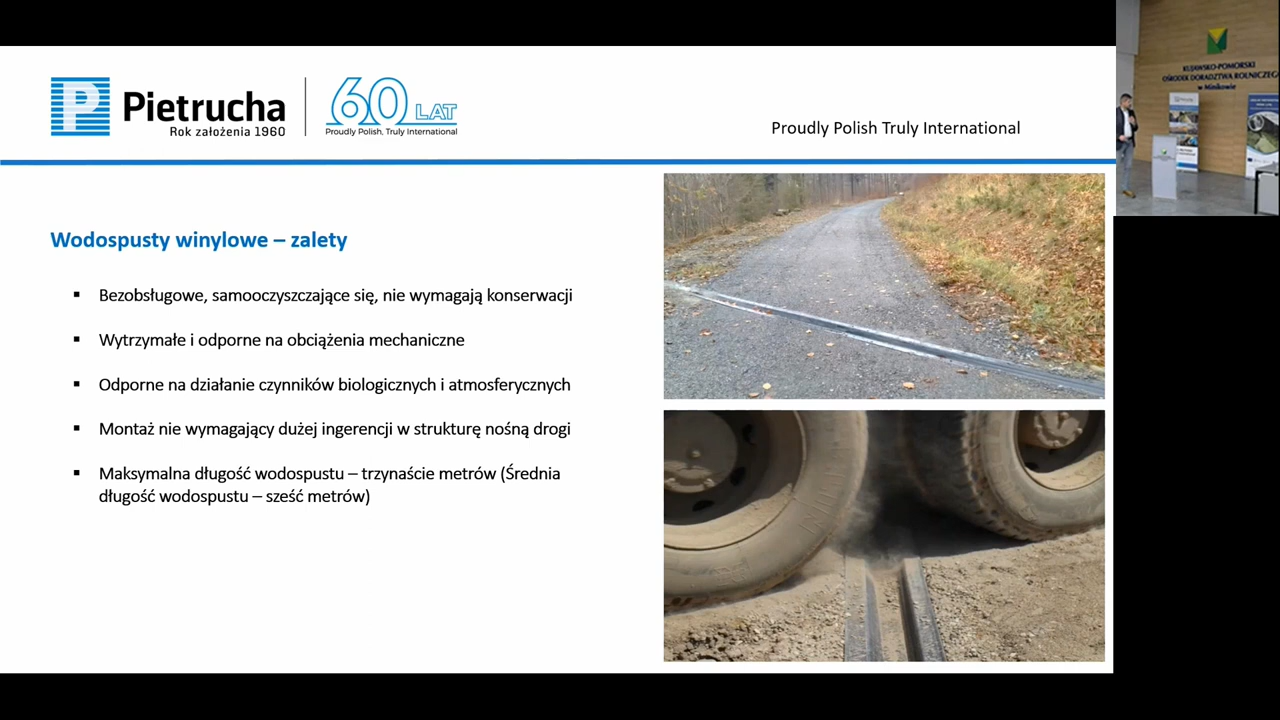 Pietrucha
Rok założenia 1960
60 LAT
Proudly Polish, Truly International
Proudly Polish Truly International
Wodospusty winylowe – zalety
▪ Bezobsługowe, samooczyszczające się, nie wymagają konserwacji
▪ Wytrzymałe i odporne na obciążenia mechaniczne
▪ Odporne na działanie czynników biologicznych i atmosferycznych
▪ Montaż nie wymagający dużej ingerencji w strukturę nośną drogi
▪ Maksymalna długość wodospustu – trzynaście metrów (Średnia
długość wodospustu – sześć metrów)
KUJAWSKO-POMORSKI
OŚRODEK DORADZTWA ROLNICZEGO
w Minikowie